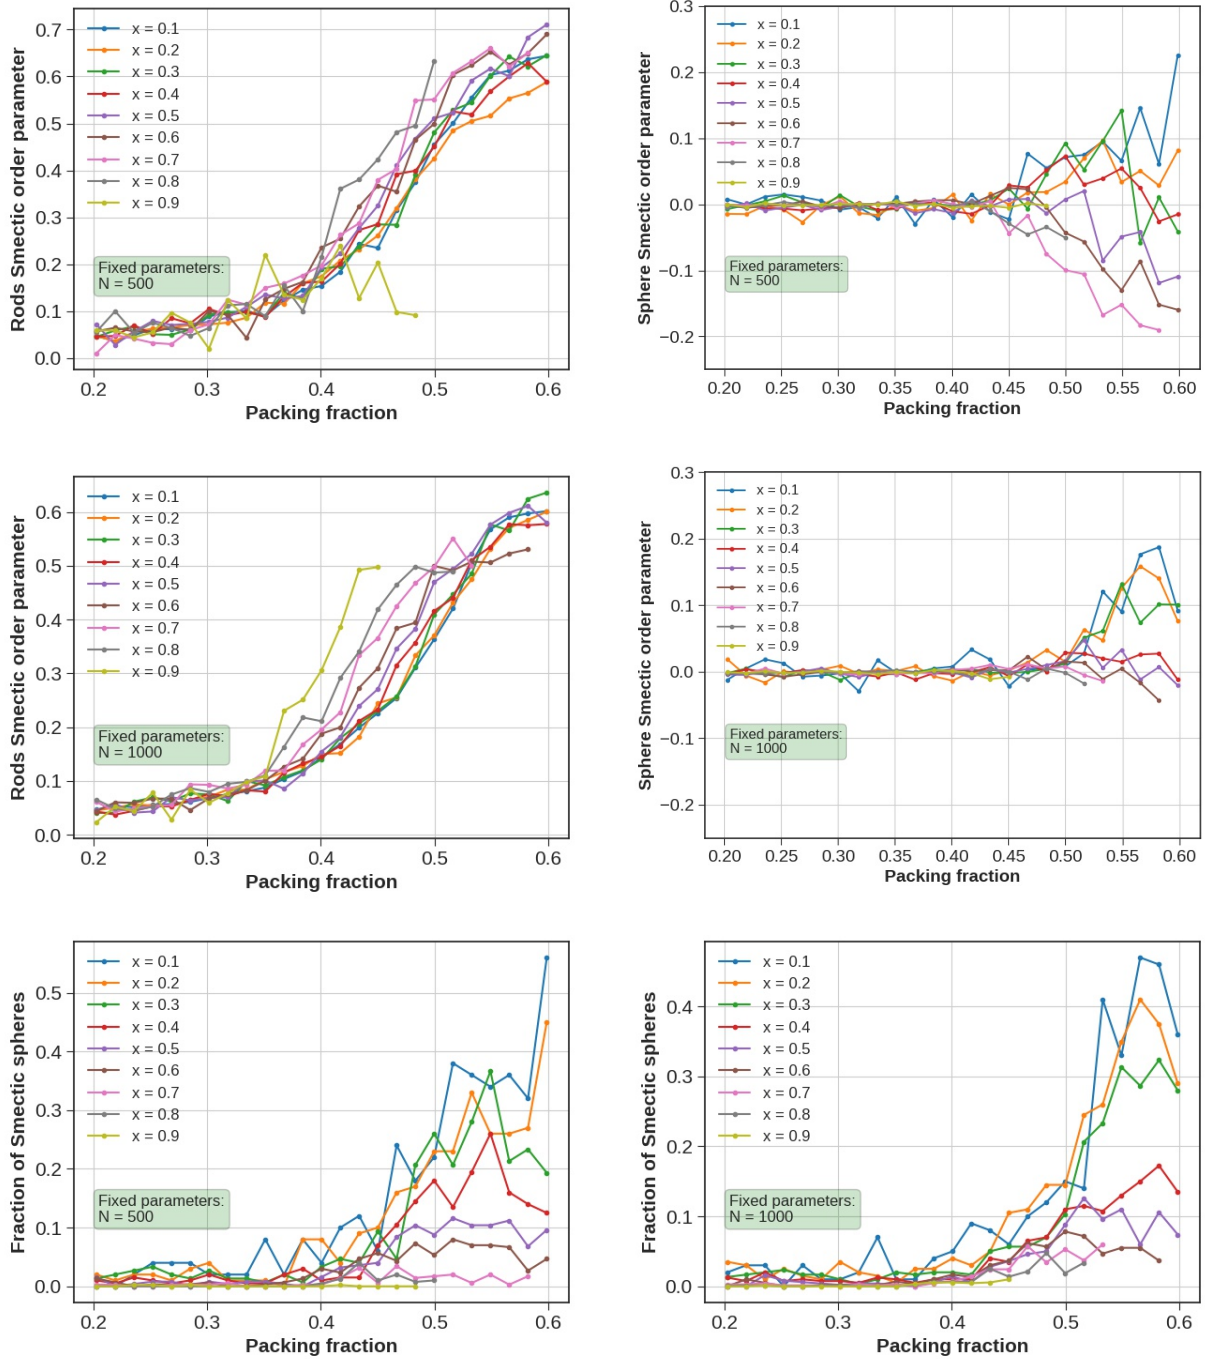 Rods Smectic order parameter
0.7
0.6
0.5
0.4
0.3
0.2
0.1
0.0
x = 0.1
x = 0.2
x = 0.3
x = 0.4
x = 0.5
x = 0.6
x = 0.7
x = 0.8
x = 0.9
Fixed parameters:
N = 500
0.2 0.3 0.4 0.5 0.6
Packing fraction
Sphere Smectic order parameter
0.3
0.2
0.1
0.0
−0.1
−0.2
x = 0.1
x = 0.2
x = 0.3
x = 0.4
x = 0.5
x = 0.6
x = 0.7
x = 0.8
x = 0.9
Fixed parameters:
N = 500
0.20 0.25 0.30 0.35 0.40 0.45 0.50 0.55 0.60
Packing fraction
Rods Smectic order parameter
0.6
0.5
0.4
0.3
0.2
0.1
0.0
x = 0.1
x = 0.2
x = 0.3
x = 0.4
x = 0.5
x = 0.6
x = 0.7
x = 0.8
x = 0.9
Fixed parameters:
N = 1000
0.2 0.3 0.4 0.5 0.6
Packing fraction
Sphere Smectic order parameter
0.3
0.2
0.1
0.0
−0.1
−0.2
x = 0.1
x = 0.2
x = 0.3
x = 0.4
x = 0.5
x = 0.6
x = 0.7
x = 0.8
x = 0.9
Fixed parameters:
N = 1000
0.20 0.25 0.30 0.35 0.40 0.45 0.50 0.55 0.60
Packing fraction
Fraction of Smectic spheres
0.5
0.4
0.3
0.2
0.1
0.0
x = 0.1
x = 0.2
x = 0.3
x = 0.4
x = 0.5
x = 0.6
x = 0.7
x = 0.8
x = 0.9
Fixed parameters:
N = 500
0.2 0.3 0.4 0.5 0.6
Packing fraction
Fraction of Smectic spheres
0.4
0.3
0.2
0.1
0.0
x = 0.1
x = 0.2
x = 0.3
x = 0.4
x = 0.5
x = 0.6
x = 0.7
x = 0.8
x = 0.9
Fixed parameters:
N = 1000
0.2 0.3 0.4 0.5 0.6
Packing fraction